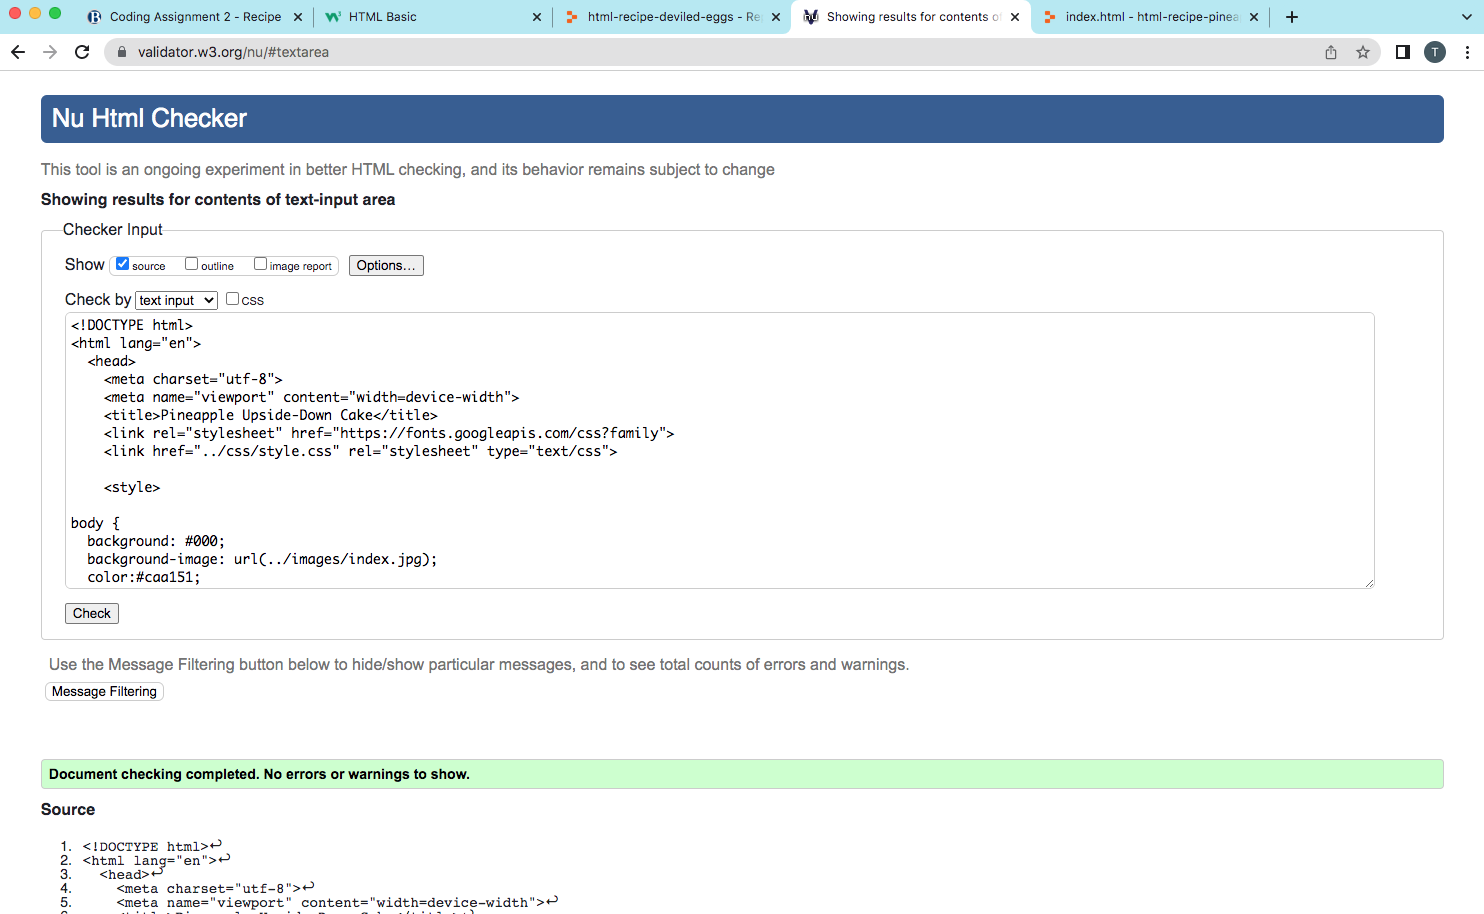 Coding Assignment 2 - Recipe
HTML Basic
html-recipe-deviled-eggs - Re
Showing results for contents of
index.html - html-recipe-pinea
validator.w3.org/nu/#textarea
T
Nu Html Checker
This tool is an ongoing experiment in better HTML checking, and its behavior remains subject to change
Showing results for contents of text-input area
Checker Input
Show source outline image report Options...
Check by text input css
<!DOCTYPE html>
<html lang="en">
<head>
<meta charset="utf-8">
<meta name="viewport" content="width=device-width">
<title>Pineapple Upside-Down Cake</title>
<link rel="stylesheet" href="https://fonts.googleapis.com/css?family">
<link href="../css/style.css" rel="stylesheet" type="text/css">
<style>
body {
background: #000;
background-image: url(../images/index.jpg);
color:#caa151;
Check
Use the Message Filtering button below to hide/show particular messages, and to see total counts of errors and warnings.
Message Filtering
Document checking completed. No errors or warnings to show.
Source
1. <!DOCTYPE html>↩
2. <html lang="en">↩
3. <head>↩
4. <meta charset="utf-8">↩
5. <meta name="viewport" content="width=device-width">↩